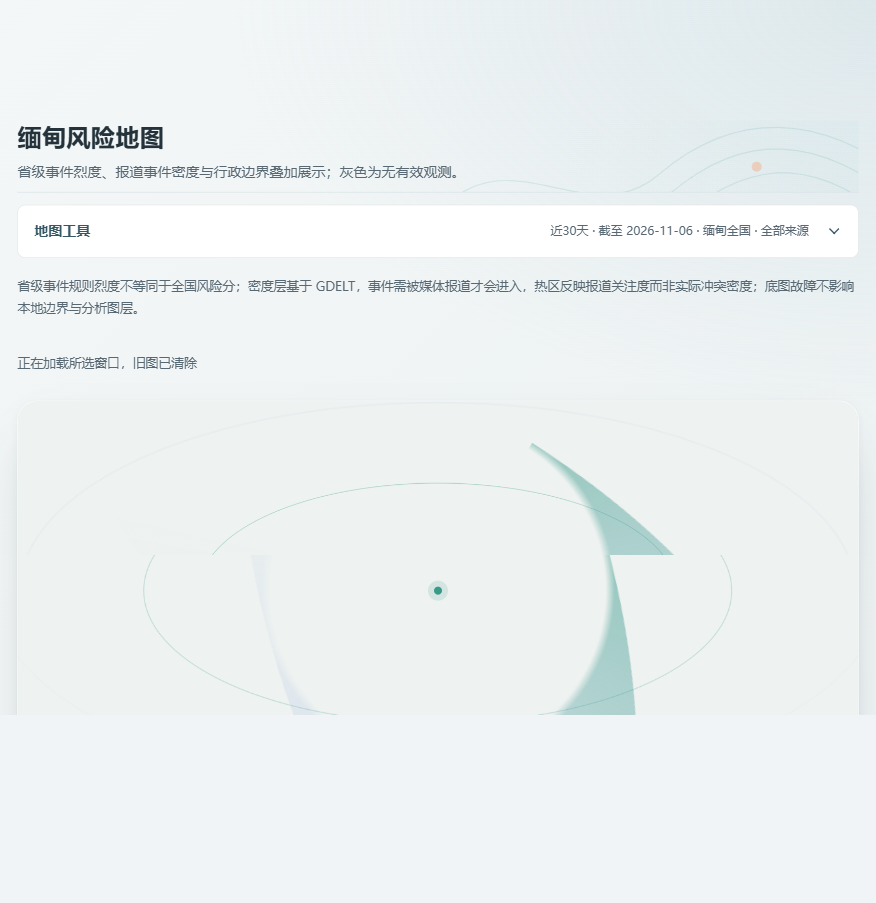 缅甸风险地图
省级事件烈度、报道事件密度与行政边界叠加展示；灰色为无有效观测。
地图工具
近30天 · 截至 2026-11-06 · 缅甸全国 · 全部来源
省级事件规则烈度不等同于全国风险分；密度层基于 GDELT，事件需被媒体报道才会进入，热区反映报道关注度而非实际冲突密度；底图故障不影响
本地边界与分析图层。
正在加载所选窗口，旧图已清除